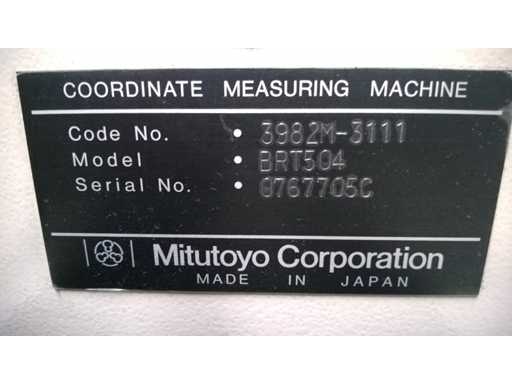 COORDINATE MEASURING MACHINE
Code No. • 3982M-3111
Model • BRT504
Serial No. • 0767705C
Mitutoyo Corporation
MADE IN JAPAN